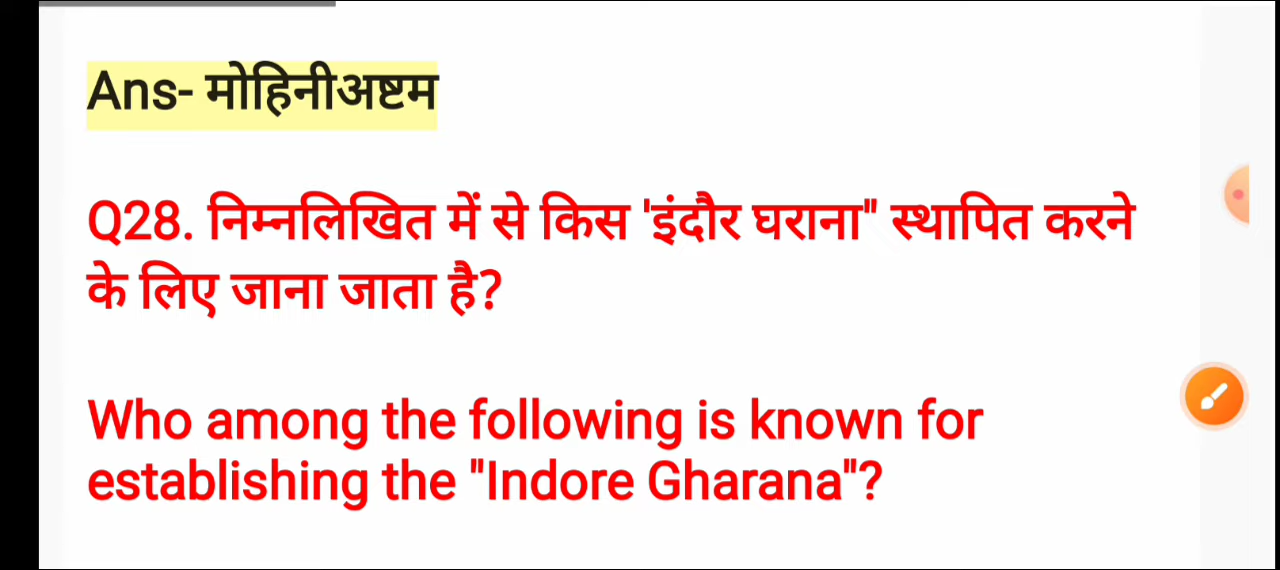 Ans- मोहिनीअष्टम
Q28. निम्नलिखित में से किस 'इंदौर घराना" स्थापित करने
के लिए जाना जाता है?
Who among the following is known for
establishing the "Indore Gharana"?